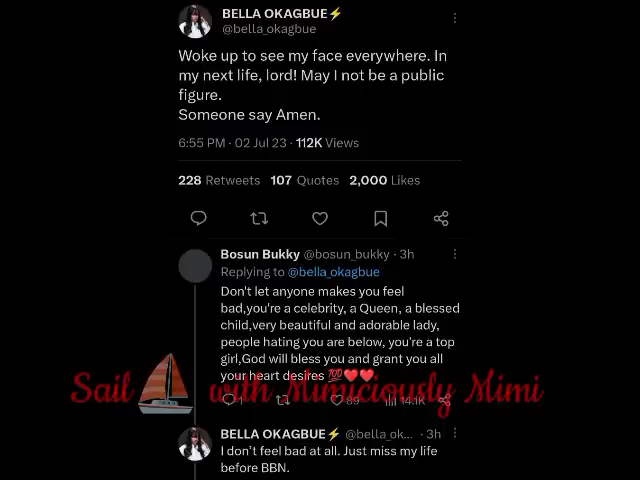 BELLA OKAGBUE⚡
@bella_okagbue
Woke up to see my face everywhere. In
my next life, lord! May I not be a public
figure.
Someone say Amen.
6:55 PM · 02 Jul 23 · 112K Views
228 Retweets 107 Quotes 2,000 Likes
Bosun Bukky @bosun_bukky · 3h
Replying to @bella_okagbue
Don't let anyone makes you feel
bad,you're a celebrity, a Queen, a blessed
child,very beautiful and adorable lady,
people hating you are below, you're a top
girl,God will bless you and grant you all
your heart desires 💯❤️❤️
Sail with Mimiciously Mimi
1 89 14.1K
BELLA OKAGBUE⚡ @bella_ok... · 3h
I don't feel bad at all. Just miss my life
before BBN.